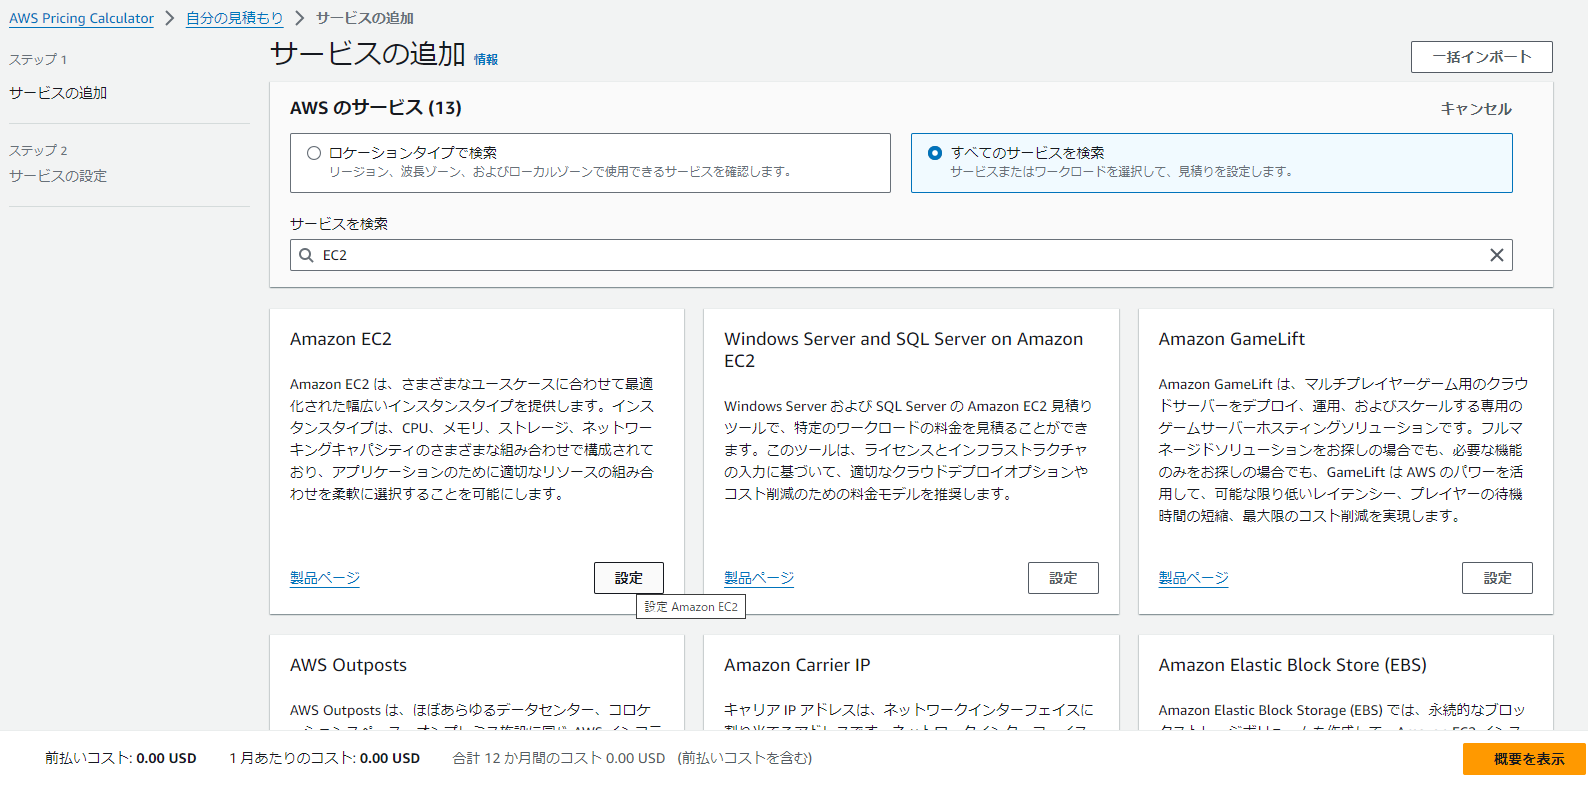 AWS Pricing Calculator > 自分の見積もり > サービスの追加
ステップ 1
サービスの追加
ステップ 2
サービスの設定
サービスの追加 情報
一括インポート
AWS のサービス (13)
キャンセル
ロケーションタイプで検索
リージョン、波長ゾーン、およびローカルゾーンで使用できるサービスを確認します。
すべてのサービスを検索
サービスまたはワークロードを選択して、見積りを設定します。
サービスを検索
EC2
Amazon EC2
Amazon EC2 は、さまざまなユースケースに合わせて最適
化された幅広いインスタンスタイプを提供します。インス
タンスタイプは、CPU、メモリ、ストレージ、ネットワー
キングキャパシティのさまざまな組み合わせで構成されて
おり、アプリケーションのために適切なリソースの組み合
わせを柔軟に選択することを可能にします。
製品ページ
設定
設定 Amazon EC2
Windows Server and SQL Server on Amazon
EC2
Windows Server および SQL Server の Amazon EC2 見積り
ツールで、特定のワークロードの料金を見積ることができ
ます。このツールは、ライセンスとインフラストラクチャ
の入力に基づいて、適切なクラウドデプロイオプションや
コスト削減のための料金モデルを推奨します。
製品ページ
設定
Amazon GameLift
Amazon GameLift は、マルチプレイヤーゲーム用のクラウ
ドサーバーをデプロイ、運用、およびスケールする専用の
ゲームサーバーホスティングソリューションです。フルマ
ネージドソリューションをお探しの場合でも、必要な機能
のみをお探しの場合でも、GameLift は AWS のパワーを活
用して、可能な限り低いレイテンシー、プレイヤーの待機
時間の短縮、最大限のコスト削減を実現します。
製品ページ
設定
AWS Outposts
AWS Outposts は、ほぼあらゆるデータセンター、コロケ
Amazon Carrier IP
キャリア IP アドレスは、ネットワークインターフェイスに
Amazon Elastic Block Store (EBS)
Amazon Elastic Block Storage (EBS) では、永続的なブロッ
前払いコスト: 0.00 USD
1 月あたりのコスト: 0.00 USD
合計 12 か月間のコスト 0.00 USD (前払いコストを含む)
概要を表示